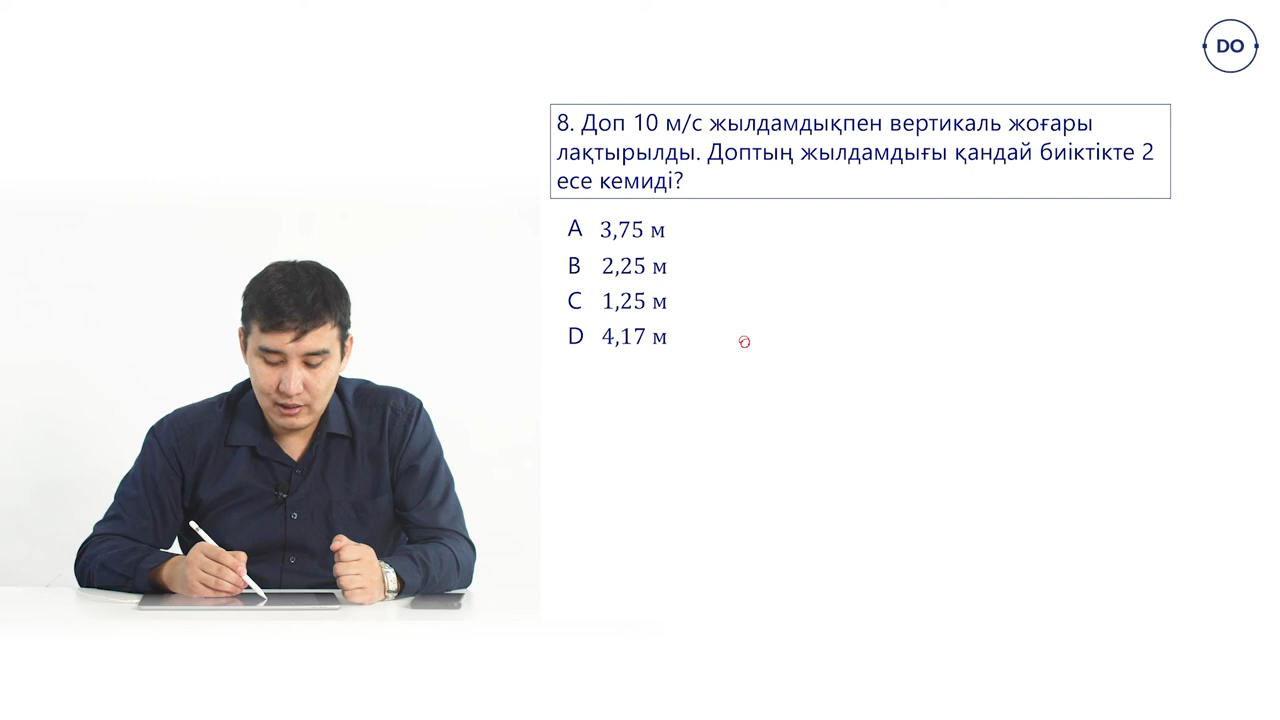 DO
8. Доп 10 м/с жылдамдықпен вертикаль жоғары
лақтырылды. Доптың жылдамдығы қандай биіктікте 2
есе кемиді?
A 3,75 м
B 2,25 м
C 1,25 м
D 4,17 м